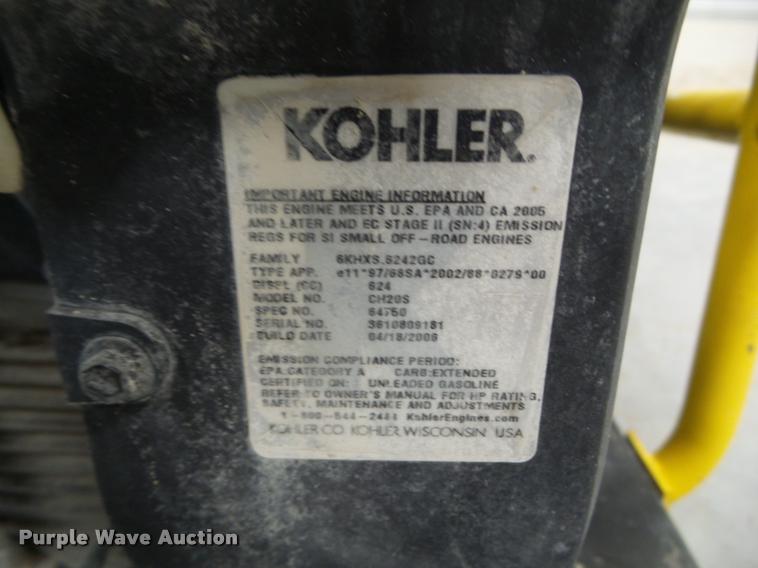 KOHLER.
IMPORTANT ENGINE INFORMATION
THIS ENGINE MEETS U.S. EPA AND CA 2005
AND LATER AND EC STAGE II (SN:4) EMISSION
REGS FOR SI SMALL OFF-ROAD ENGINES
FAMILY 6KHXS.6242GC
TYPE APP. e11*97/68SA*2002/88*0279*00
DISPL (CC) 624
MODEL NO. CH20S
SPEC NO. 64750
SERIAL NO. 3610809181
BUILD DATE 04/18/2006
EMISSION COMPLIANCE PERIOD:
EPA:CATEGORY A CARB:EXTENDED
CERTIFIED ON: UNLEADED GASOLINE
REFER TO OWNER'S MANUAL FOR HP RATING,
SAFETY, MAINTENANCE AND ADJUSTMENTS
1-800-544-2444 KohlerEngines.com
KOHLER CO. KOHLER, WISCONSIN USA
Purple Wave Auction